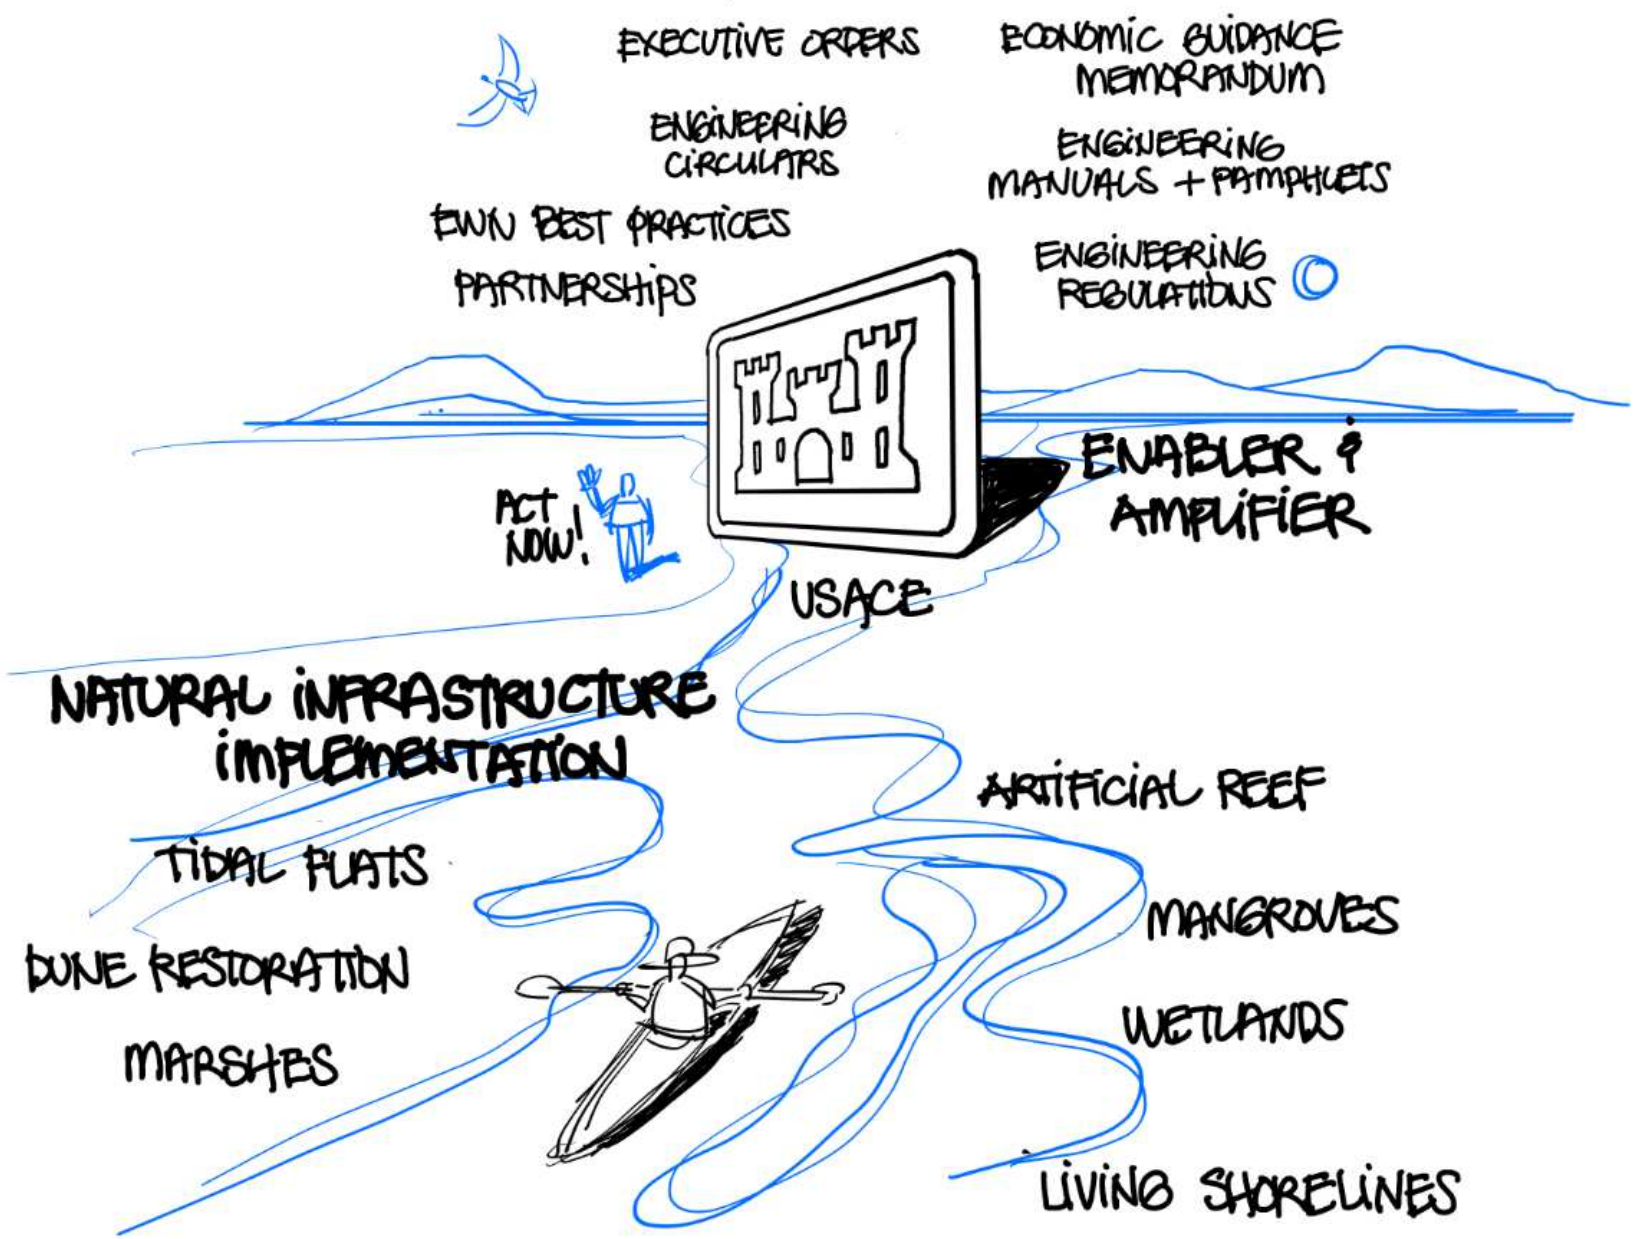 EXECUTIVE ORDERS
ECONOMIC GUIDANCE
MEMORANDUM
ENGINEERING
CIRCULARS
ENGINEERING
MANUALS + PAMPHLETS
EWN BEST PRACTICES
PARTNERSHIPS
ENGINEERING
REGULATIONS
ENABLER &
AMPLIFIER
ACT
NOW!
USACE
NATURAL INFRASTRUCTURE
IMPLEMENTATION
ARTIFICIAL REEF
TIDAL FLATS
MANGROVES
DUNE RESTORATION
WETLANDS
MARSHES
LIVING SHORELINES